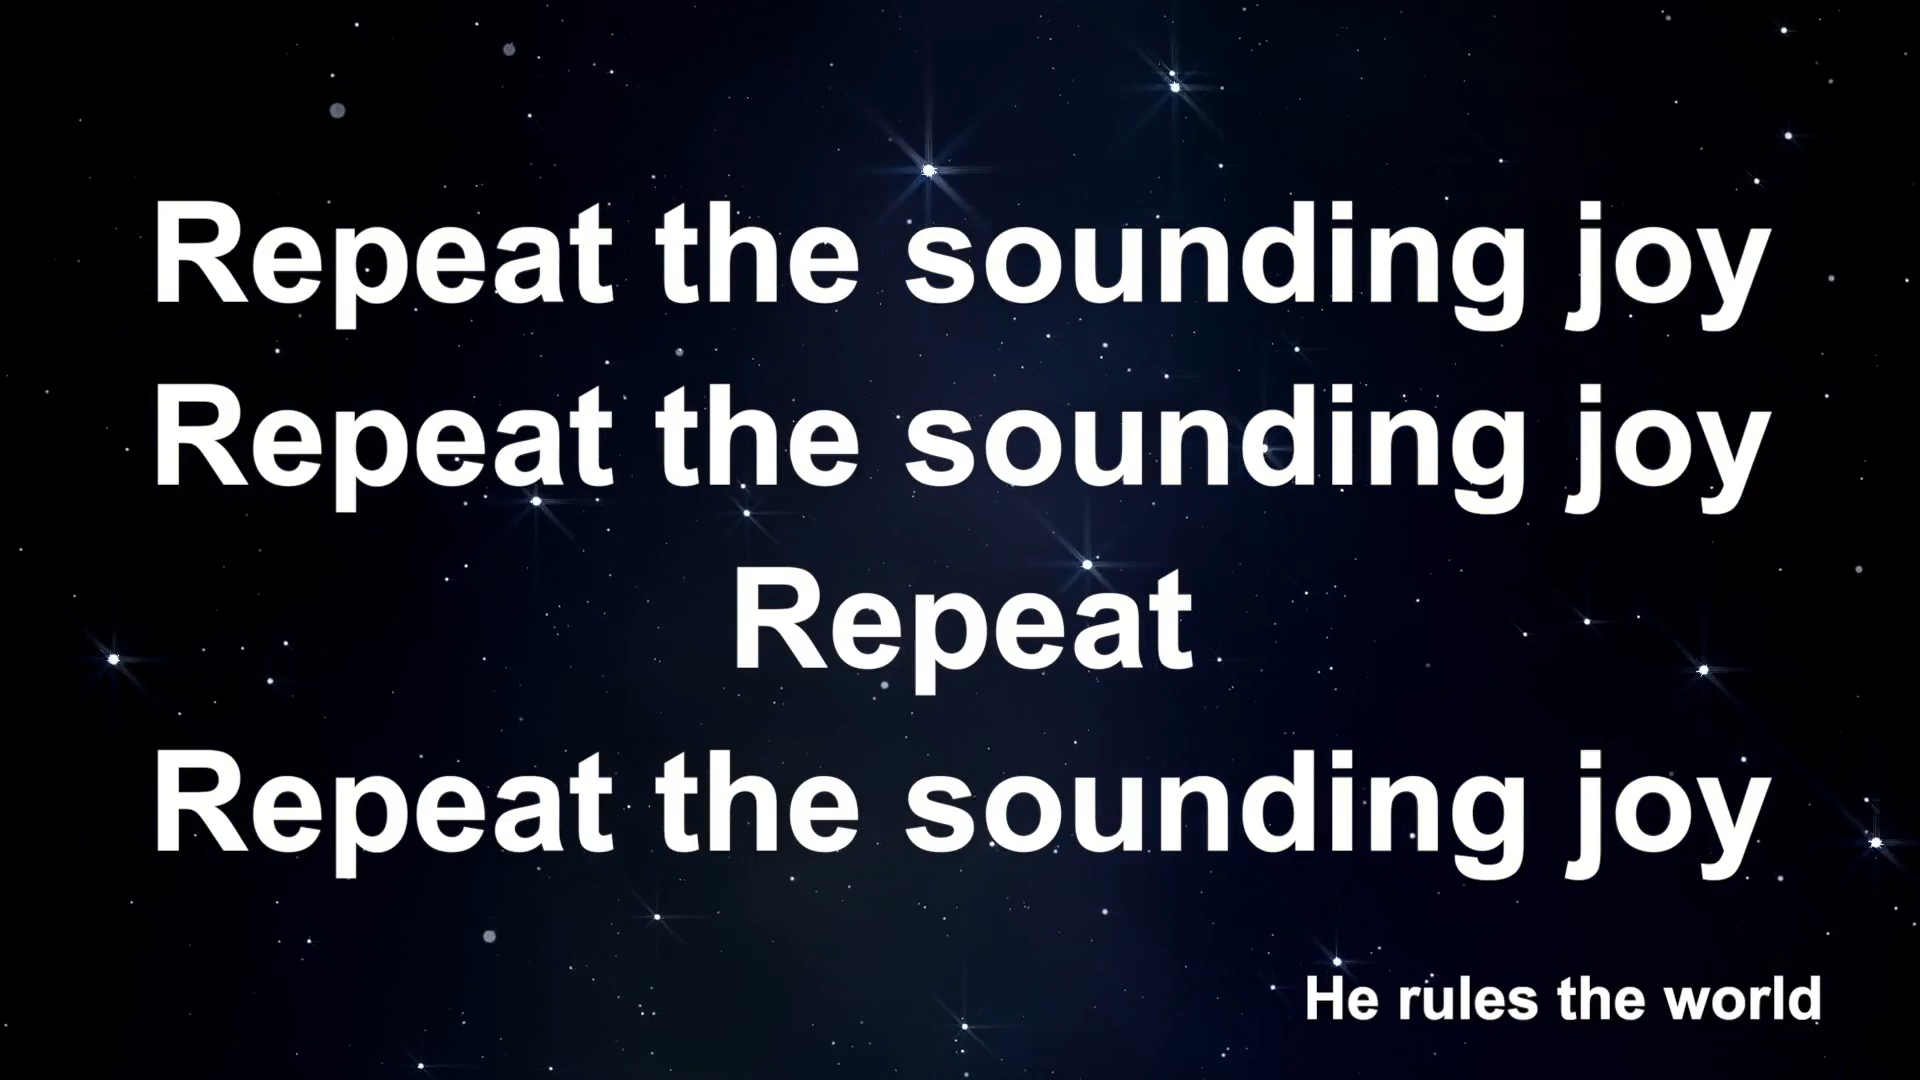 Repeat the sounding joy
Repeat the sounding joy
Repeat
Repeat the sounding joy
He rules the world